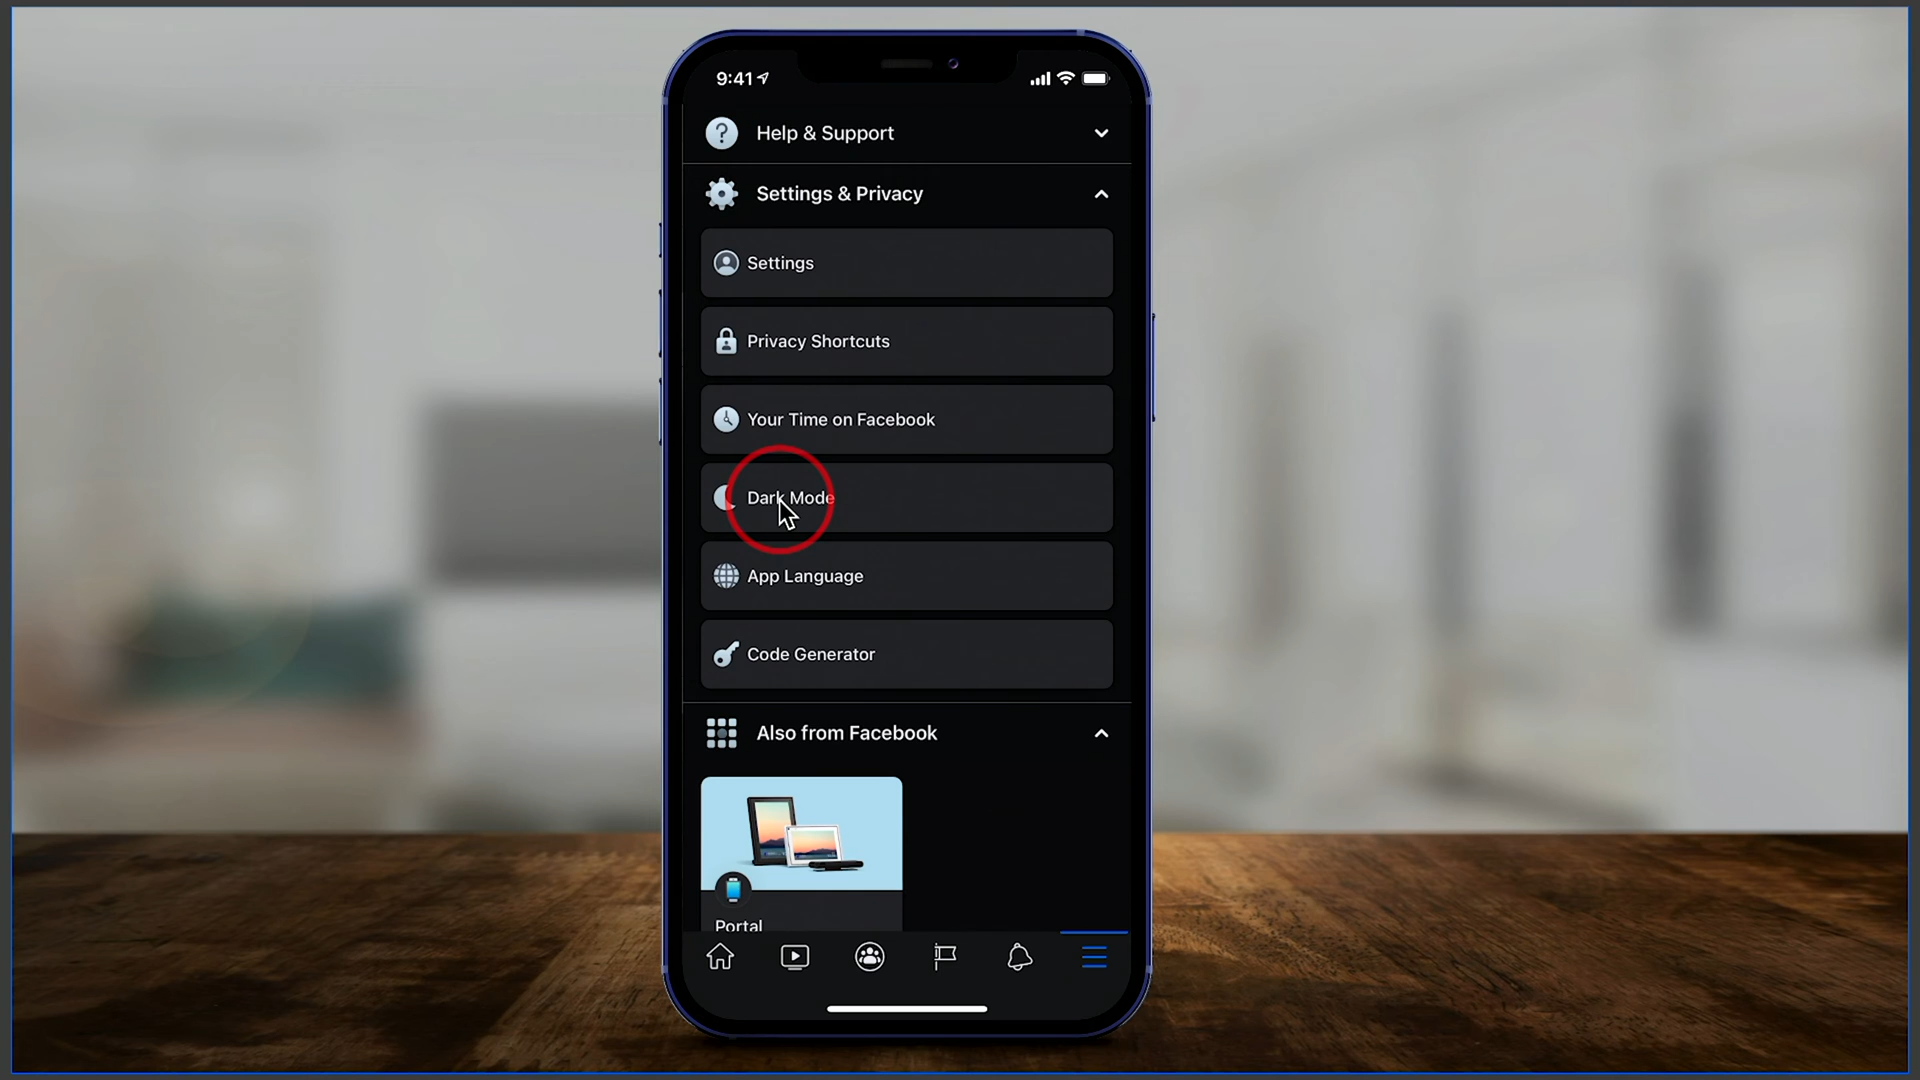 9:41
Help & Support
Settings & Privacy
Settings
Privacy Shortcuts
Your Time on Facebook
Dark Mode
App Language
Code Generator
Also from Facebook
Portal